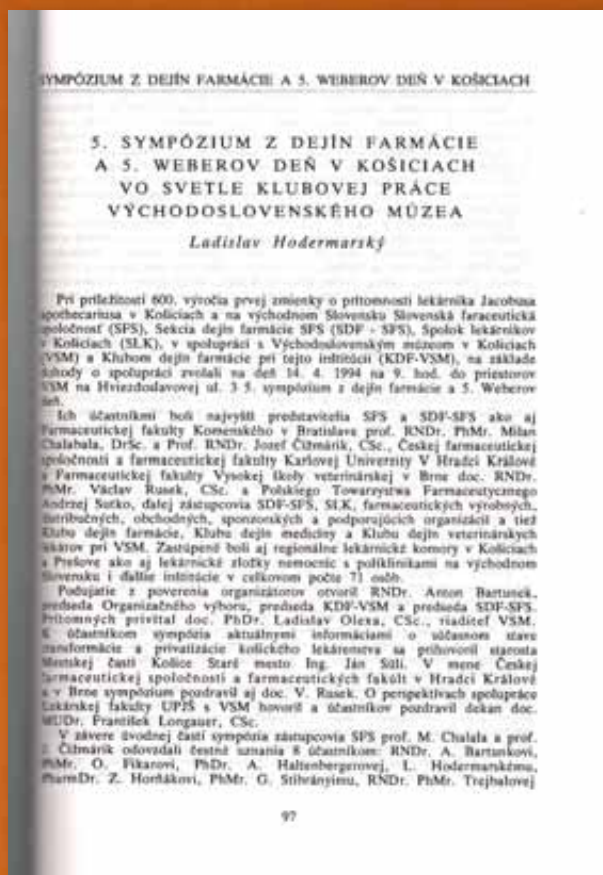 SYMPÓZIUM Z DEJÍN FARMÁCIE A 5. WEBEROV DEŇ V KOŠICIACH
5. SYMPÓZIUM Z DEJÍN FARMÁCIE
A 5. WEBEROV DEŇ V KOŠICIACH
VO SVETLE KLUBOVEJ PRÁCE
VÝCHODOSLOVENSKÉHO MÚZEA
Ladislav Hodermarský
Pri príležitosti 600. výročia prvej zmienky o prítomnosti lekárnika Jacobusa
apothecariusa v Košiciach a na východnom Slovensku Slovenská faraceutická
spoločnosť (SFS), Sekcia dejín farmácie SFS (SDF - SFS), Spolok lekárnikov
v Košiciach (SLK), v spolupráci s Východoslovenským múzeom v Košiciach
(VSM) a Klubom dejín farmácie pri tejto inštitúcii (KDF-VSM), na základe
dohody o spolupráci zvolali na deň 14. 4. 1994 na 9. hod. do priestorov
VSM na Hviezdoslavovej ul. 3 5. sympózium z dejín farmácie a 5. Weberov
deň.
Ich účastníkmi boli najvyšší predstavitelia SFS a SDF-SFS ako aj
Farmaceutickej fakulty Komenského v Bratislave prof. RNDr. PhMr. Milan
Chalabala, DrSc. a Prof. RNDr. Jozef Čižmárik, CSc., Českej farmaceutickej
spoločnosti a farmaceutickej fakulty Karlovej University V Hradci Králové
a Farmaceutickej fakulty Vysokej školy veterinárskej v Brne doc. RNDr.
PhMr. Václav Rusek, CSc. a Polskiego Towarzystwa Farmaceutycznego
Andrzej Sutko, ďalej zástupcovia SDF-SFS, SLK, farmaceutických výrobných,
distribučných, obchodných, sponzorských a podporujúcich organizácií a tiež
Klubu dejín farmácie, Klubu dejín medicíny a Klubu dejín veterinárskych
lekárov pri VSM. Zastúpené boli aj regionálne lekárnické komory v Košiciach
a Prešove ako aj lekárnické zložky nemocníc s poliklinikami na východnom
Slovensku i ďalšie inštitúcie v celkovom počte 71 osôb.
Podujatie z poverenia organizátorov otvoril RNDr. Anton Bartunek,
predseda Organizačného výboru, predseda KDF-VSM a predseda SDF-SFS.
Prítomných privítal doc. PhDr. Ladislav Olexa, CSc., riaditeľ VSM.
K účastníkom sympózia aktuálnymi informáciami o súčasnom stave
transformácie a privatizácie košického lekárenstva sa prihovoril starosta
Mestskej časti Košice Staré mesto Ing. Ján Süli. V mene Českej
farmaceutickej spoločnosti a farmaceutických fakúlt v Hradci Králové
a v Brne sympózium pozdravil aj doc. V. Rusek. O perspektívach spolupráce
Lekárskej fakulty UPJŠ s VSM hovoril a účastníkov pozdravil dekan doc.
MUDr. František Longauer, CSc.
V závere úvodnej časti sympózia zástupcovia SFS prof. M. Chalala a prof.
J. Čižmárik odovzdali čestné uznania 8 účastníkom: RNDr. A. Bartunkovi,
PhMr. O. Fikarovi, PhDr. A. Haltenbergerovej, L. Hodermarskému,
PharmDr. Z. PhMr. G. Stibrányimu, RNDr. PhMr. Trejbalovej
97